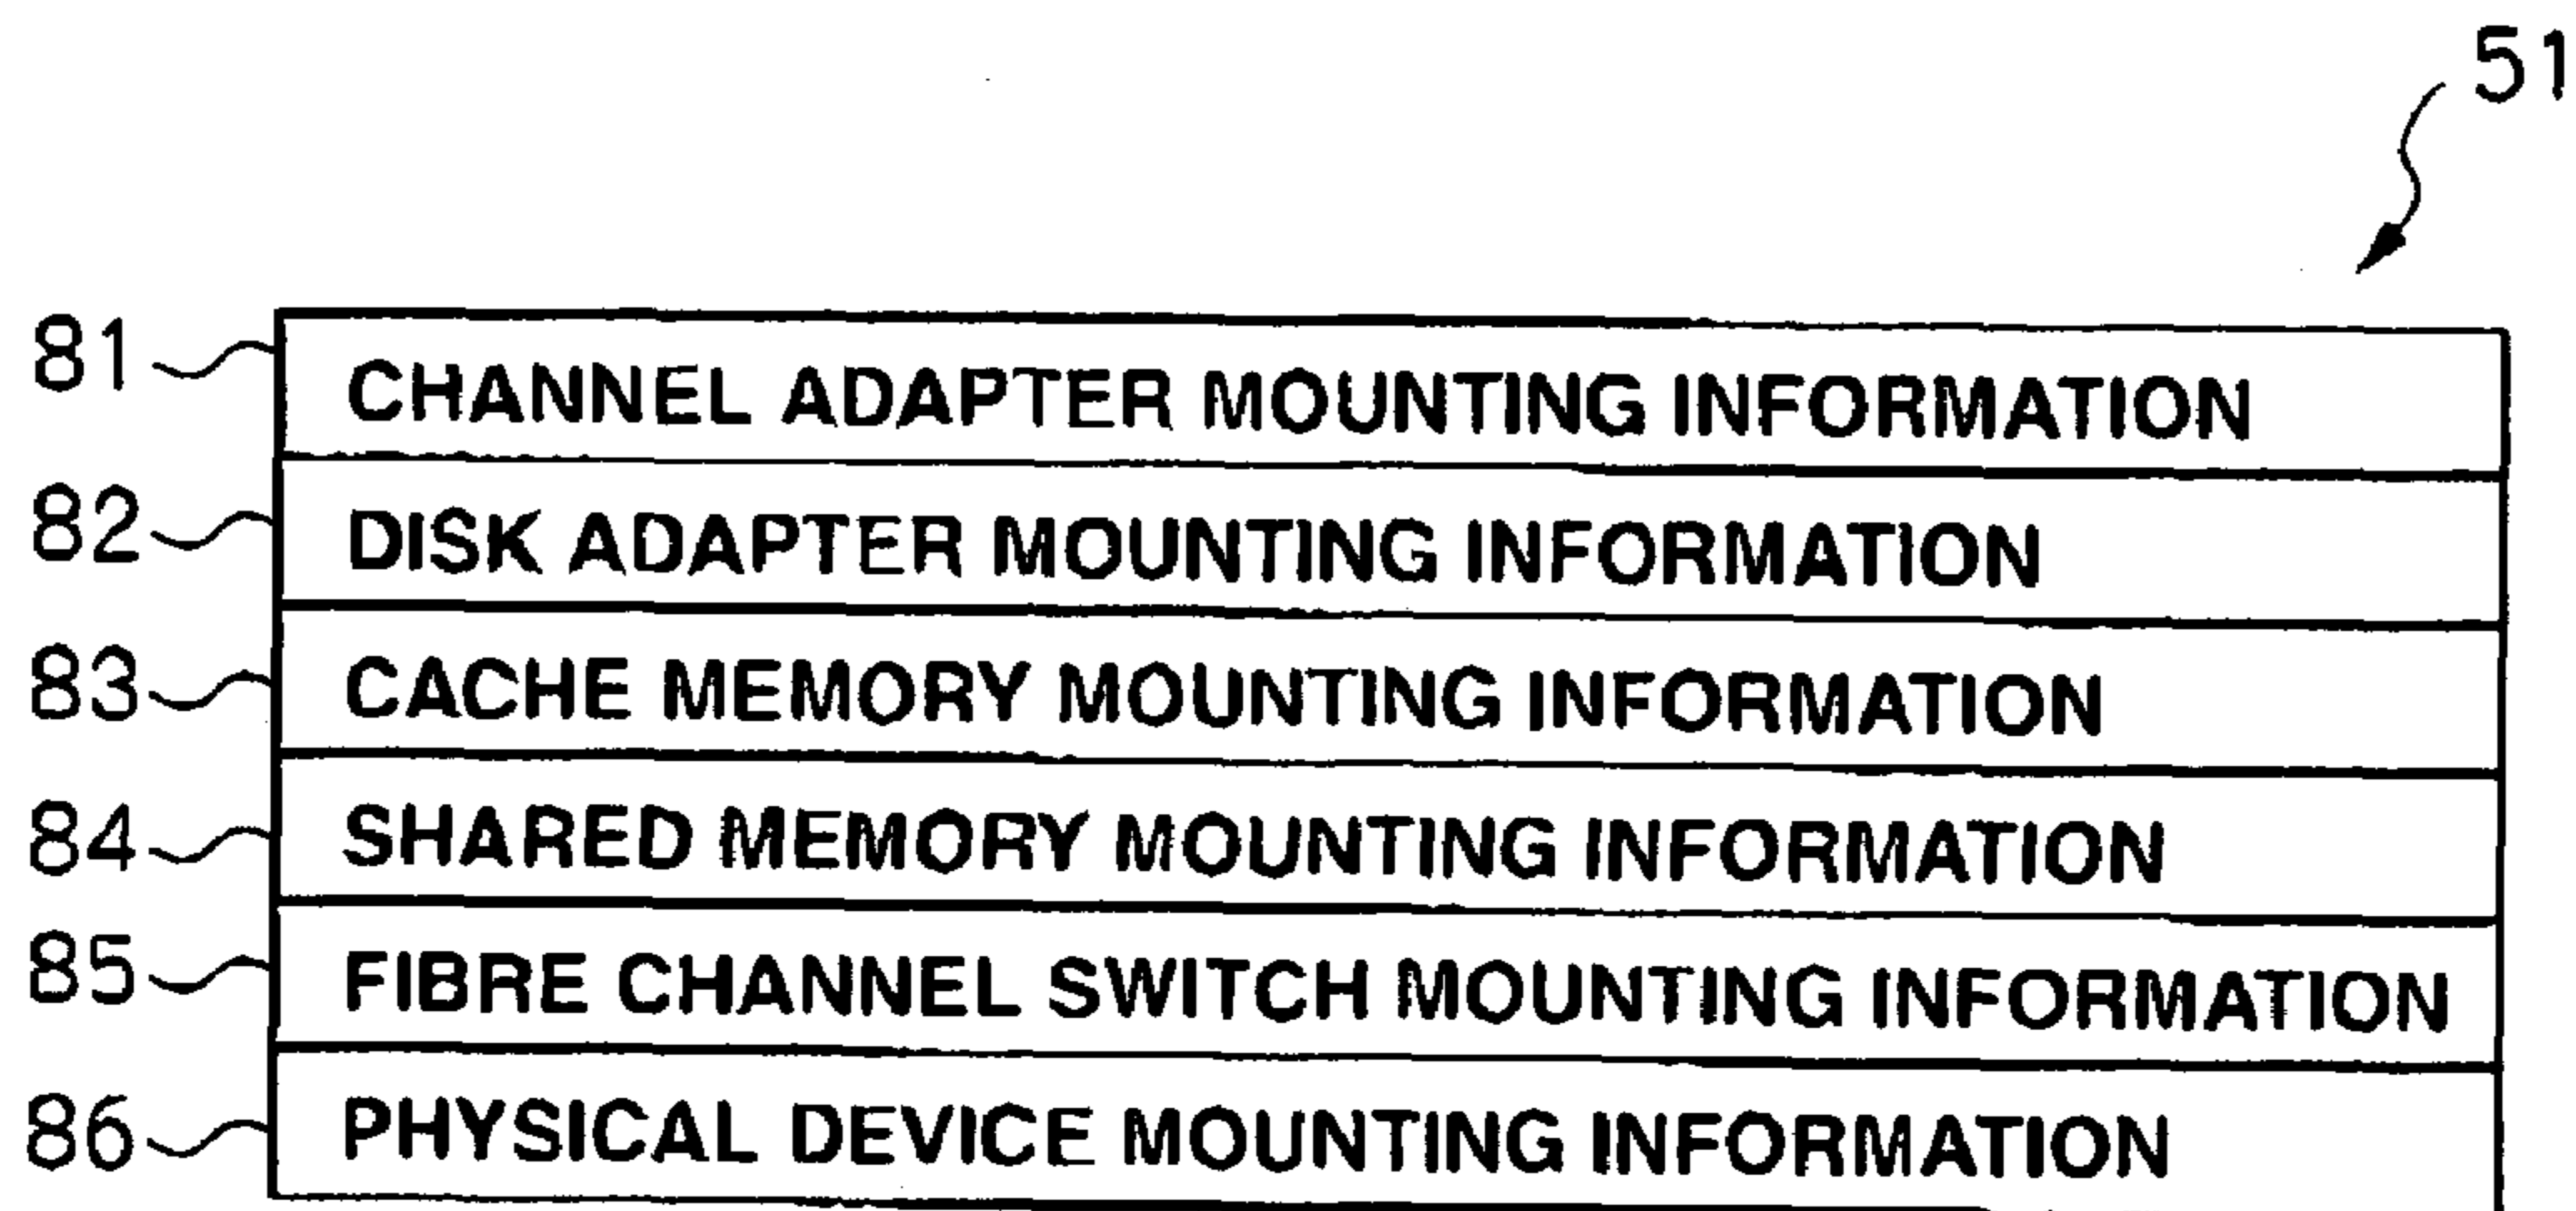 51
81 CHANNEL ADAPTER MOUNTING INFORMATION
82 DISK ADAPTER MOUNTING INFORMATION
83 CACHE MEMORY MOUNTING INFORMATION
84 SHARED MEMORY MOUNTING INFORMATION
85 FIBRE CHANNEL SWITCH MOUNTING INFORMATION
86 PHYSICAL DEVICE MOUNTING INFORMATION